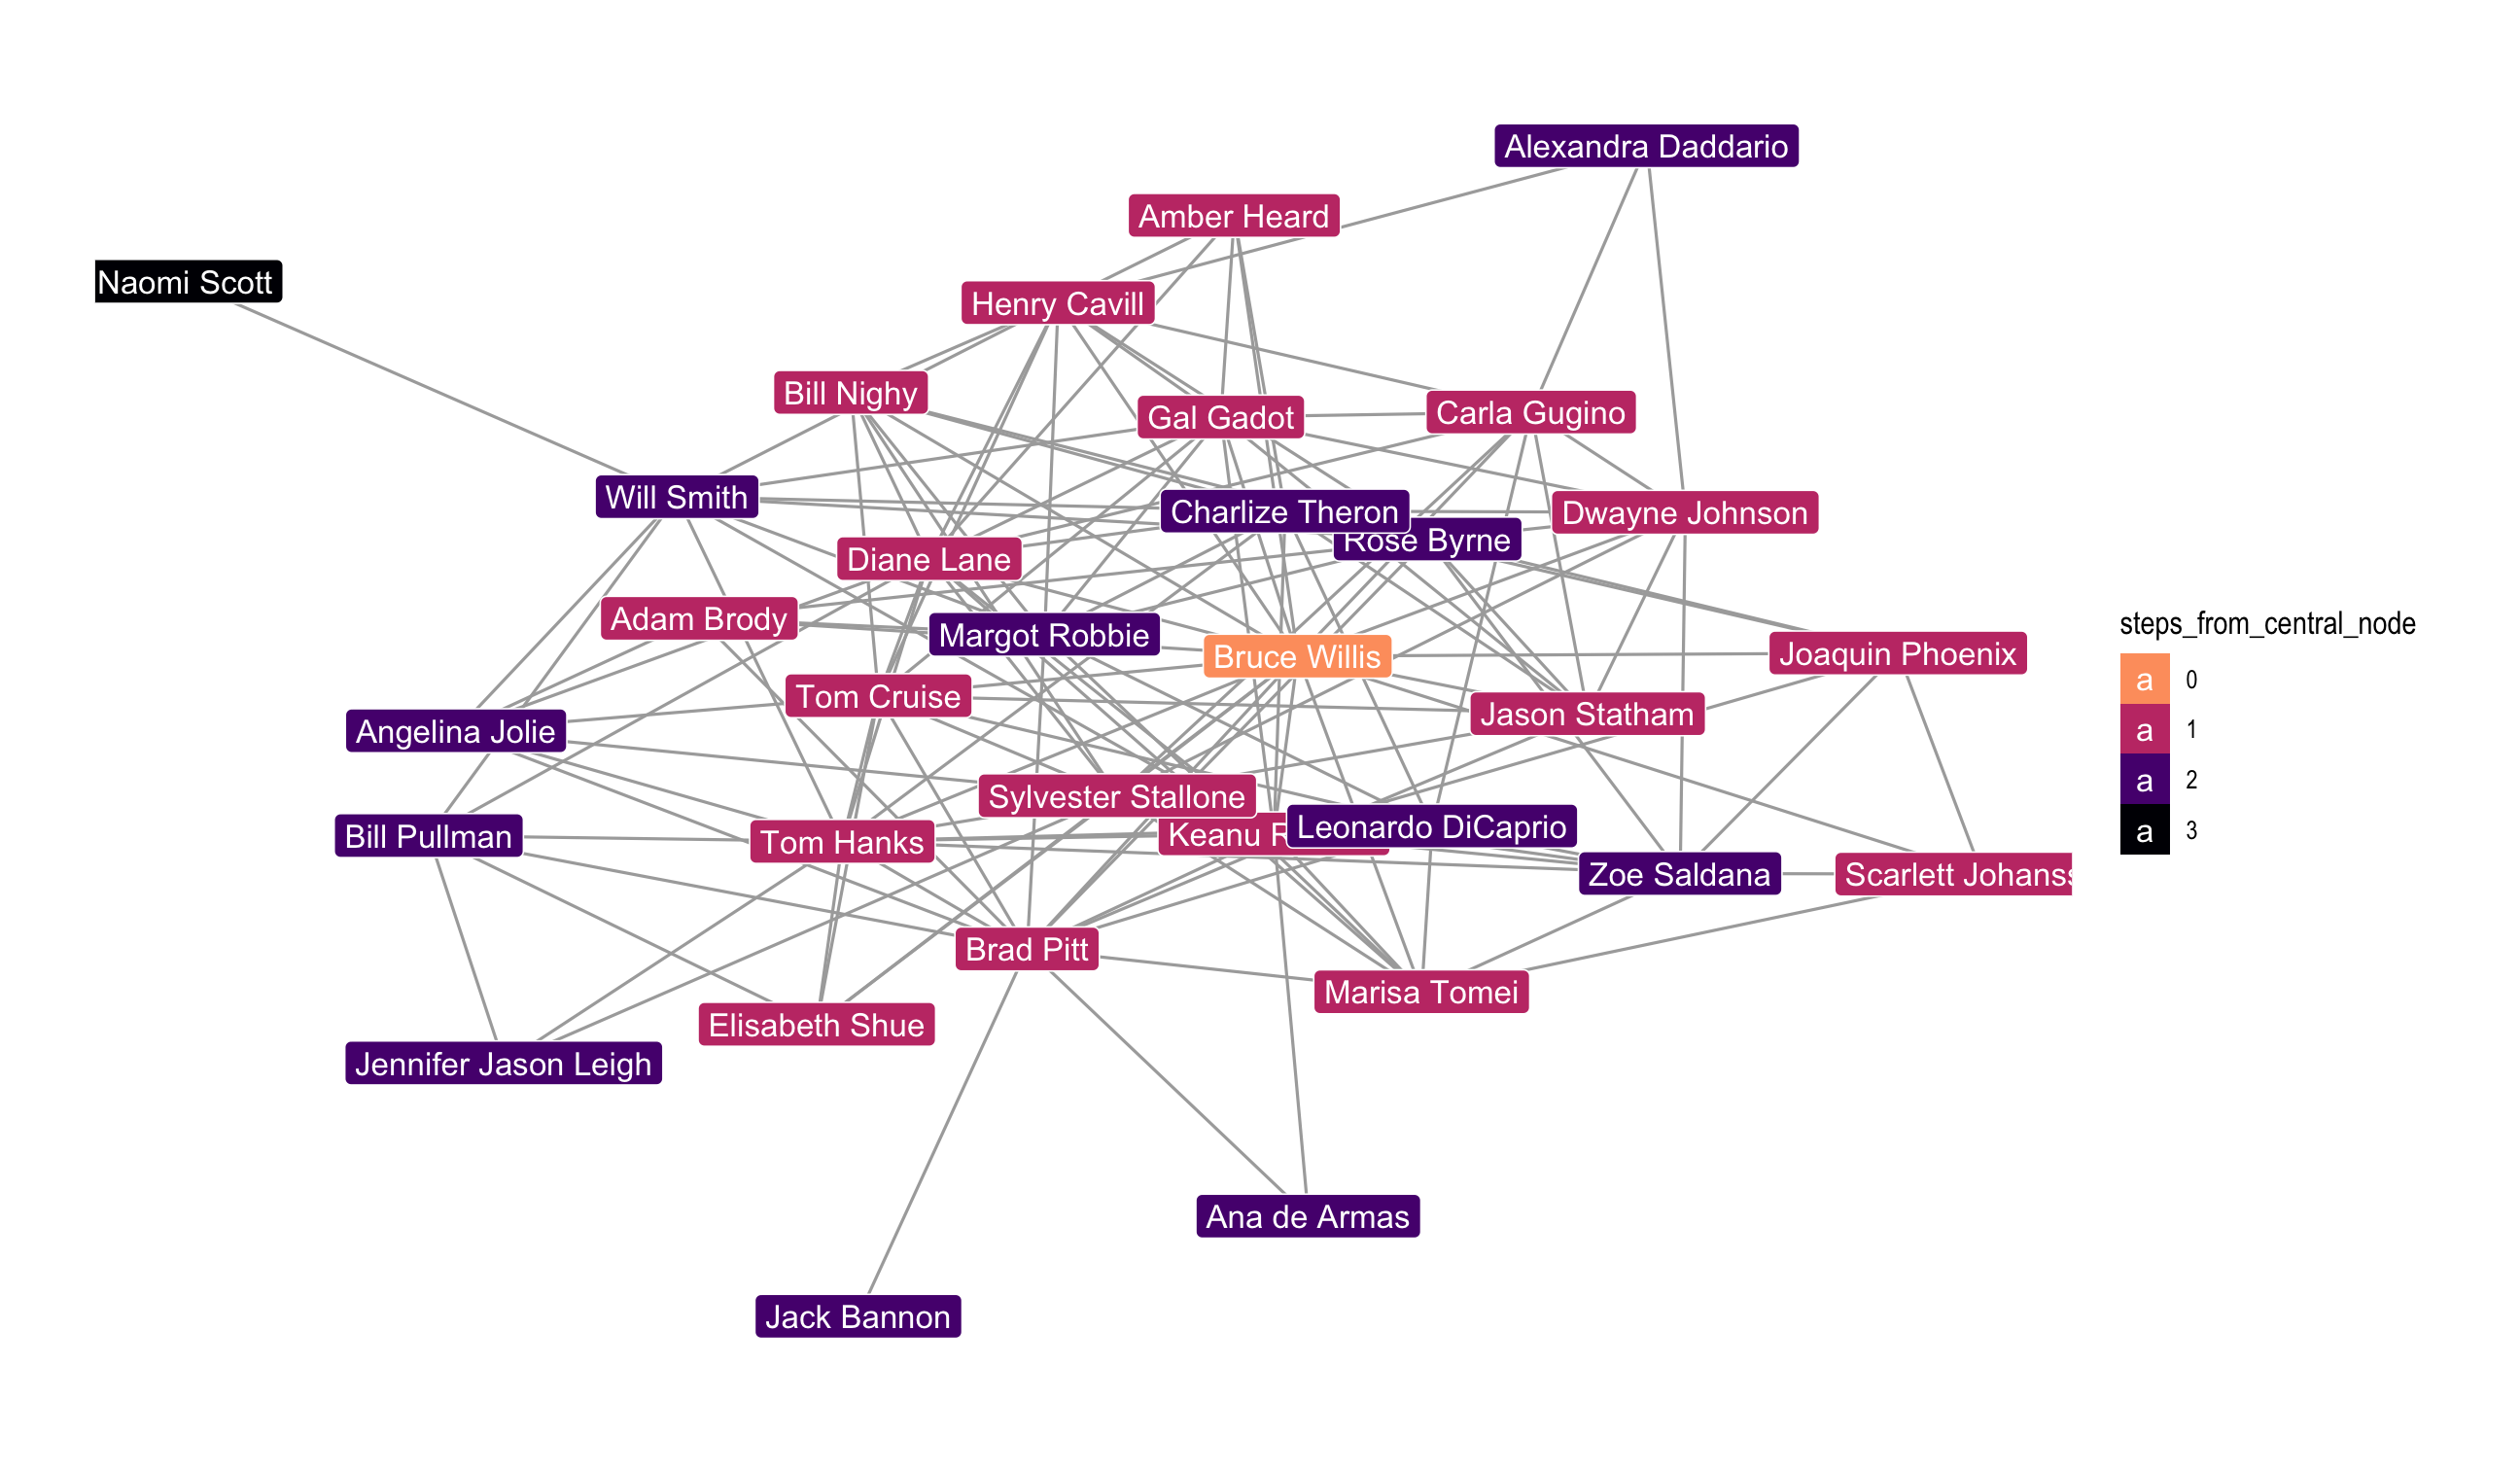 Alexandra Daddario
Amber Heard
Naomi Scott
Henry Cavill
Bill Nighy
Gal Gadot
Carla Gugino
Will Smith
Charlize Theron
Dwayne Johnson
Rose Byrne
Diane Lane
Adam Brody
Margot Robbie
Bruce Willis
Joaquin Phoenix
Tom Cruise
Jason Statham
Angelina Jolie
Sylvester Stallone
Leonardo DiCaprio
Bill Pullman
Tom Hanks
Keanu R
Zoe Saldana
Scarlett Johans
Brad Pitt
Marisa Tomei
Elisabeth Shue
Jennifer Jason Leigh
Ana de Armas
Jack Bannon
steps_from_central_node
a 0
a 1
a 2
a 3